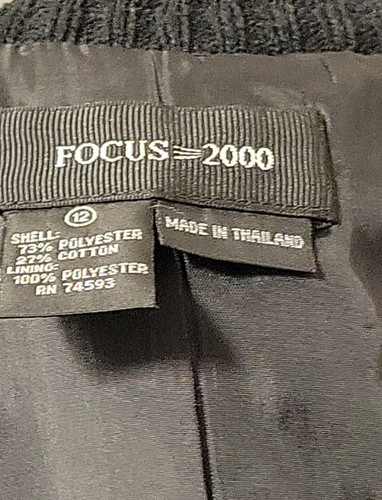 FOCUS=2000
12
SHELL:
73% POLYESTER
27% COTTON
LINING:
100% POLYESTER
RN 74593
MADE IN THAILAND